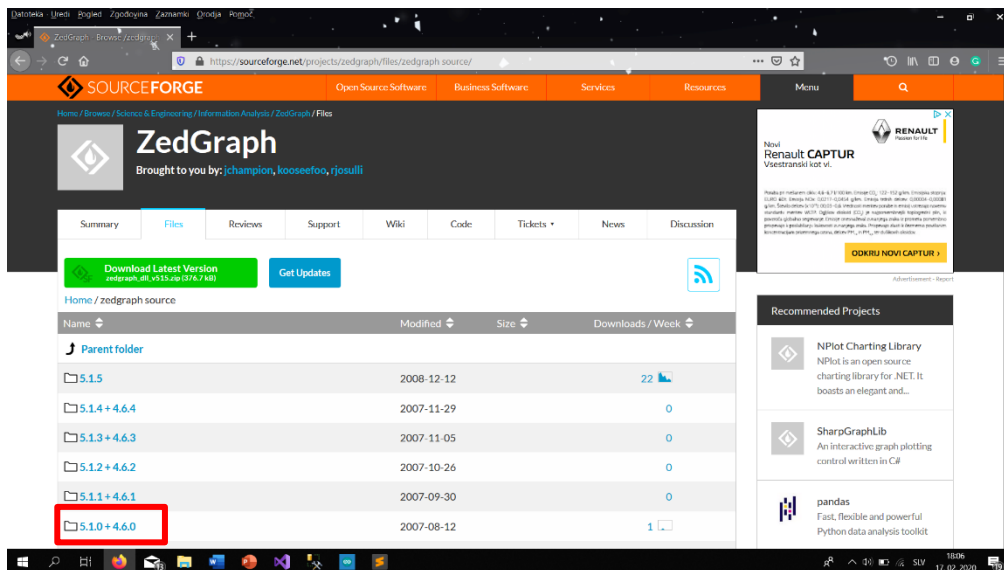 Datoteka Uredi Pogled Zgodovina Zaznamki Orodja Pomoč
ZedGraph - Browse /zedgraph
https://sourceforge.net/projects/zedgraph/files/zedgraph source/
SOURCEFORGE
Open Source Software Business Software Services Resources Menu
Home / Browse / Science & Engineering / Information Analysis / ZedGraph / Files
ZedGraph
Brought to you by: jchampion, kooseefoo, rjosulli
Summary Files Reviews Support Wiki Code Tickets News Discussion
Download Latest Version
zedgraph_dll_v515.zip (376.7 kB)
Get Updates
Home / zedgraph source
Name Modified Size Downloads / Week
Parent folder
5.1.5 2008-12-12 22
5.1.4 + 4.6.4 2007-11-29 0
5.1.3 + 4.6.3 2007-11-05 0
5.1.2 + 4.6.2 2007-10-26 0
5.1.1 + 4.6.1 2007-09-30 0
5.1.0 + 4.6.0 2007-08-12 1
RENAULT
Passion for life
Novi
Renault CAPTUR
Vsestranski kot vi.
ODKRIJ NOVI CAPTUR >
Advertisement - Report
Recommended Projects
NPlot Charting Library
NPlot is an open source
charting library for .NET. It
boasts an elegant and...
SharpGraphLib
An interactive graph plotting
control written in C#
pandas
Fast, flexible and powerful
Python data analysis toolkit
SLV
18:06
17. 02. 2020